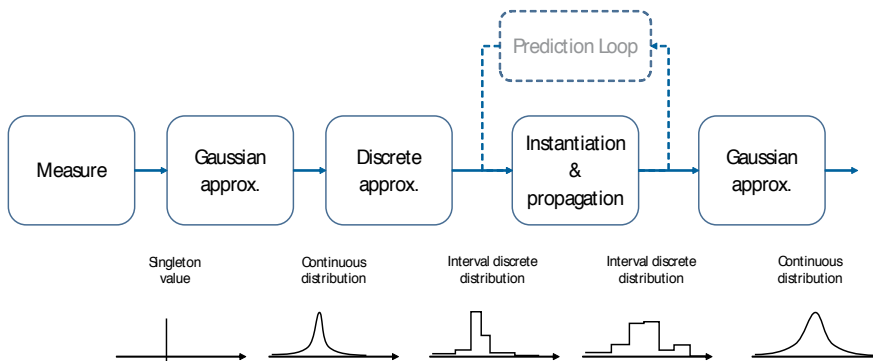 Prediction Loop
Measure
Gaussian
approx.
Discrete
approx.
Instantiation
&
propagation
Gaussian
approx.
Singleton
value
Continuous
distribution
Interval discrete
distribution
Interval discrete
distribution
Continuous
distribution